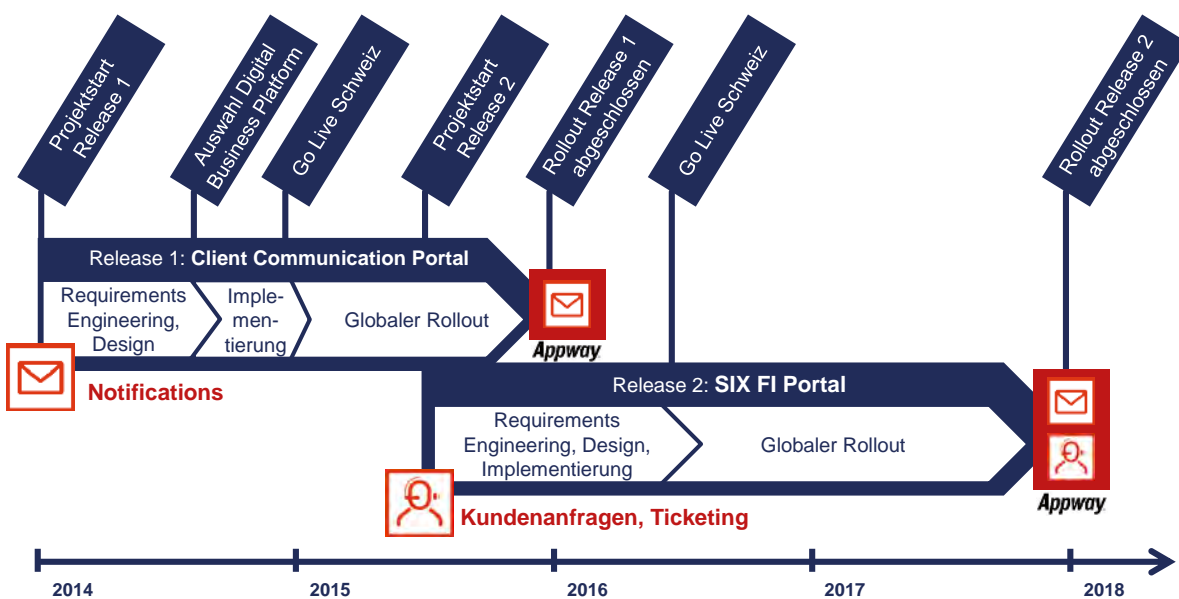 Projektstart
Release 1
Auswahl Digital
Business Platform
Go Live Schweiz
Projektstart
Release 2
Rollout Release 1
abgeschlossen
Go Live Schweiz
Rollout Release 2
abgeschlossen
Release 1: Client Communication Portal
Requirements
Engineering,
Design
Imple-
men-
tierung
Globaler Rollout
Appway
Notifications
Release 2: SIX FI Portal
Requirements
Engineering, Design,
Implementierung
Globaler Rollout
Appway
Kundenanfragen, Ticketing
2014
2015
2016
2017
2018